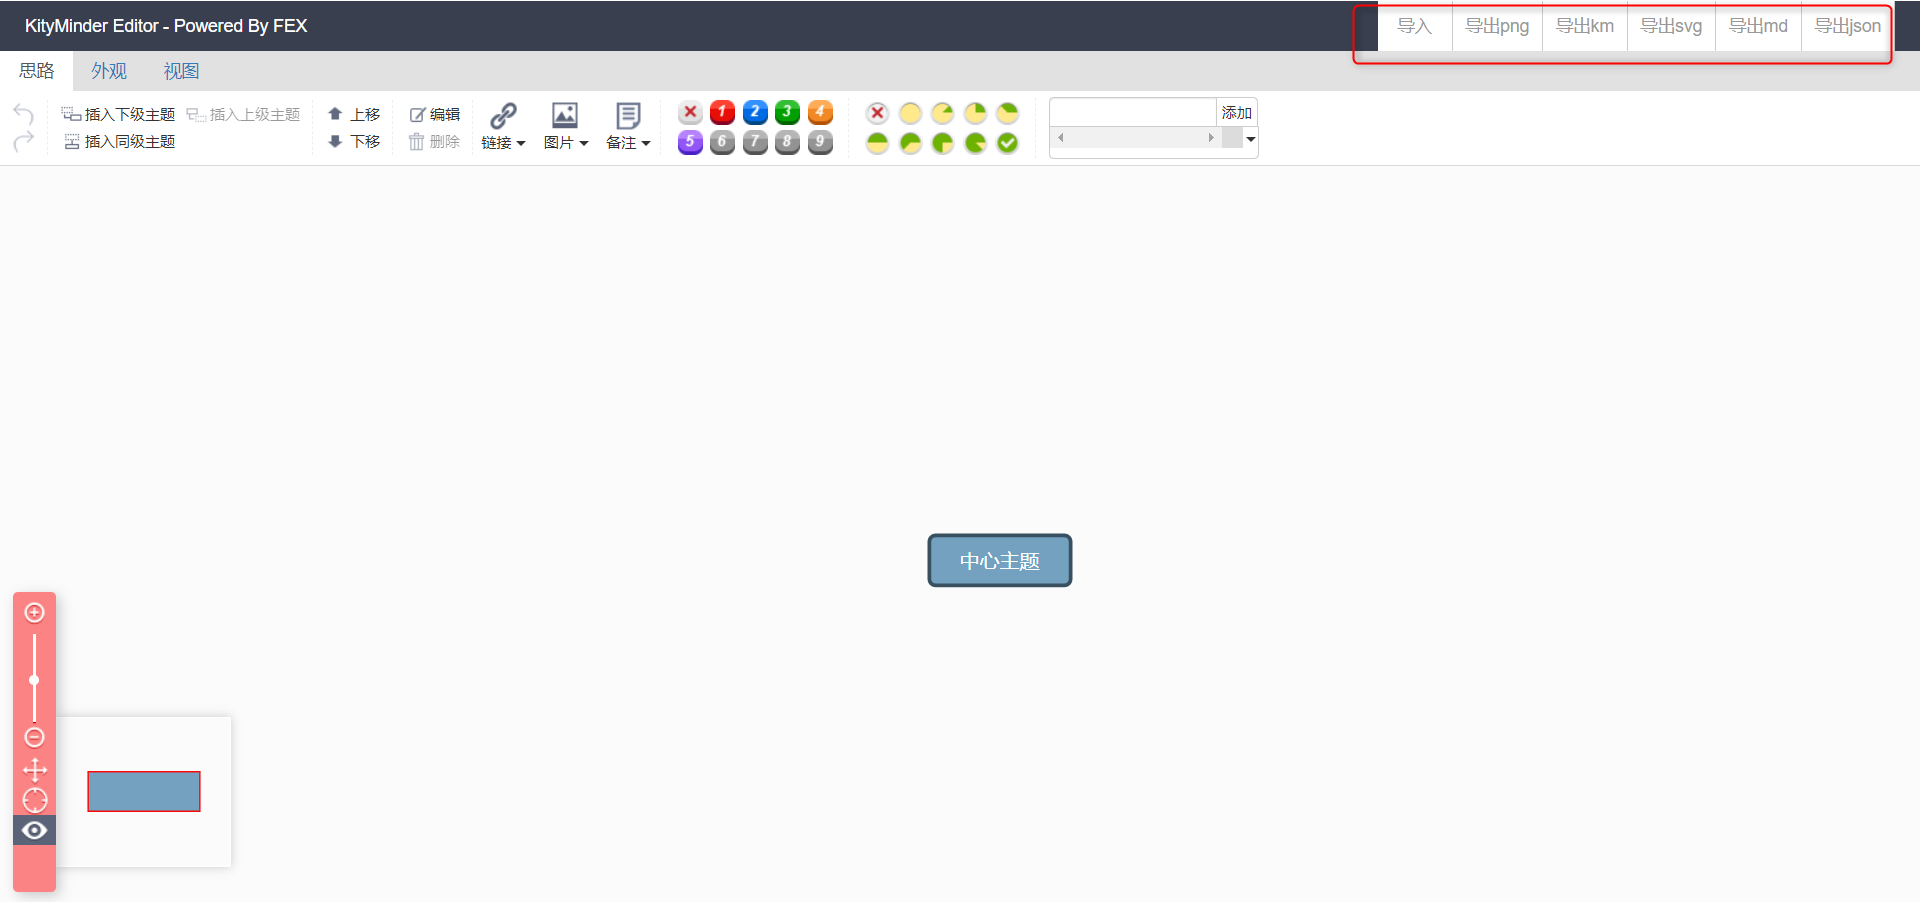 KityMinder Editor - Powered By FEX
导入 导出png 导出km 导出svg 导出md 导出json
思路 外观 视图
插入下级主题 插入上级主题 上移 编辑 1 2 3 4 添加
插入同级主题 下移 删除 链接 图片 备注 5 6 7 8 9
中心主题